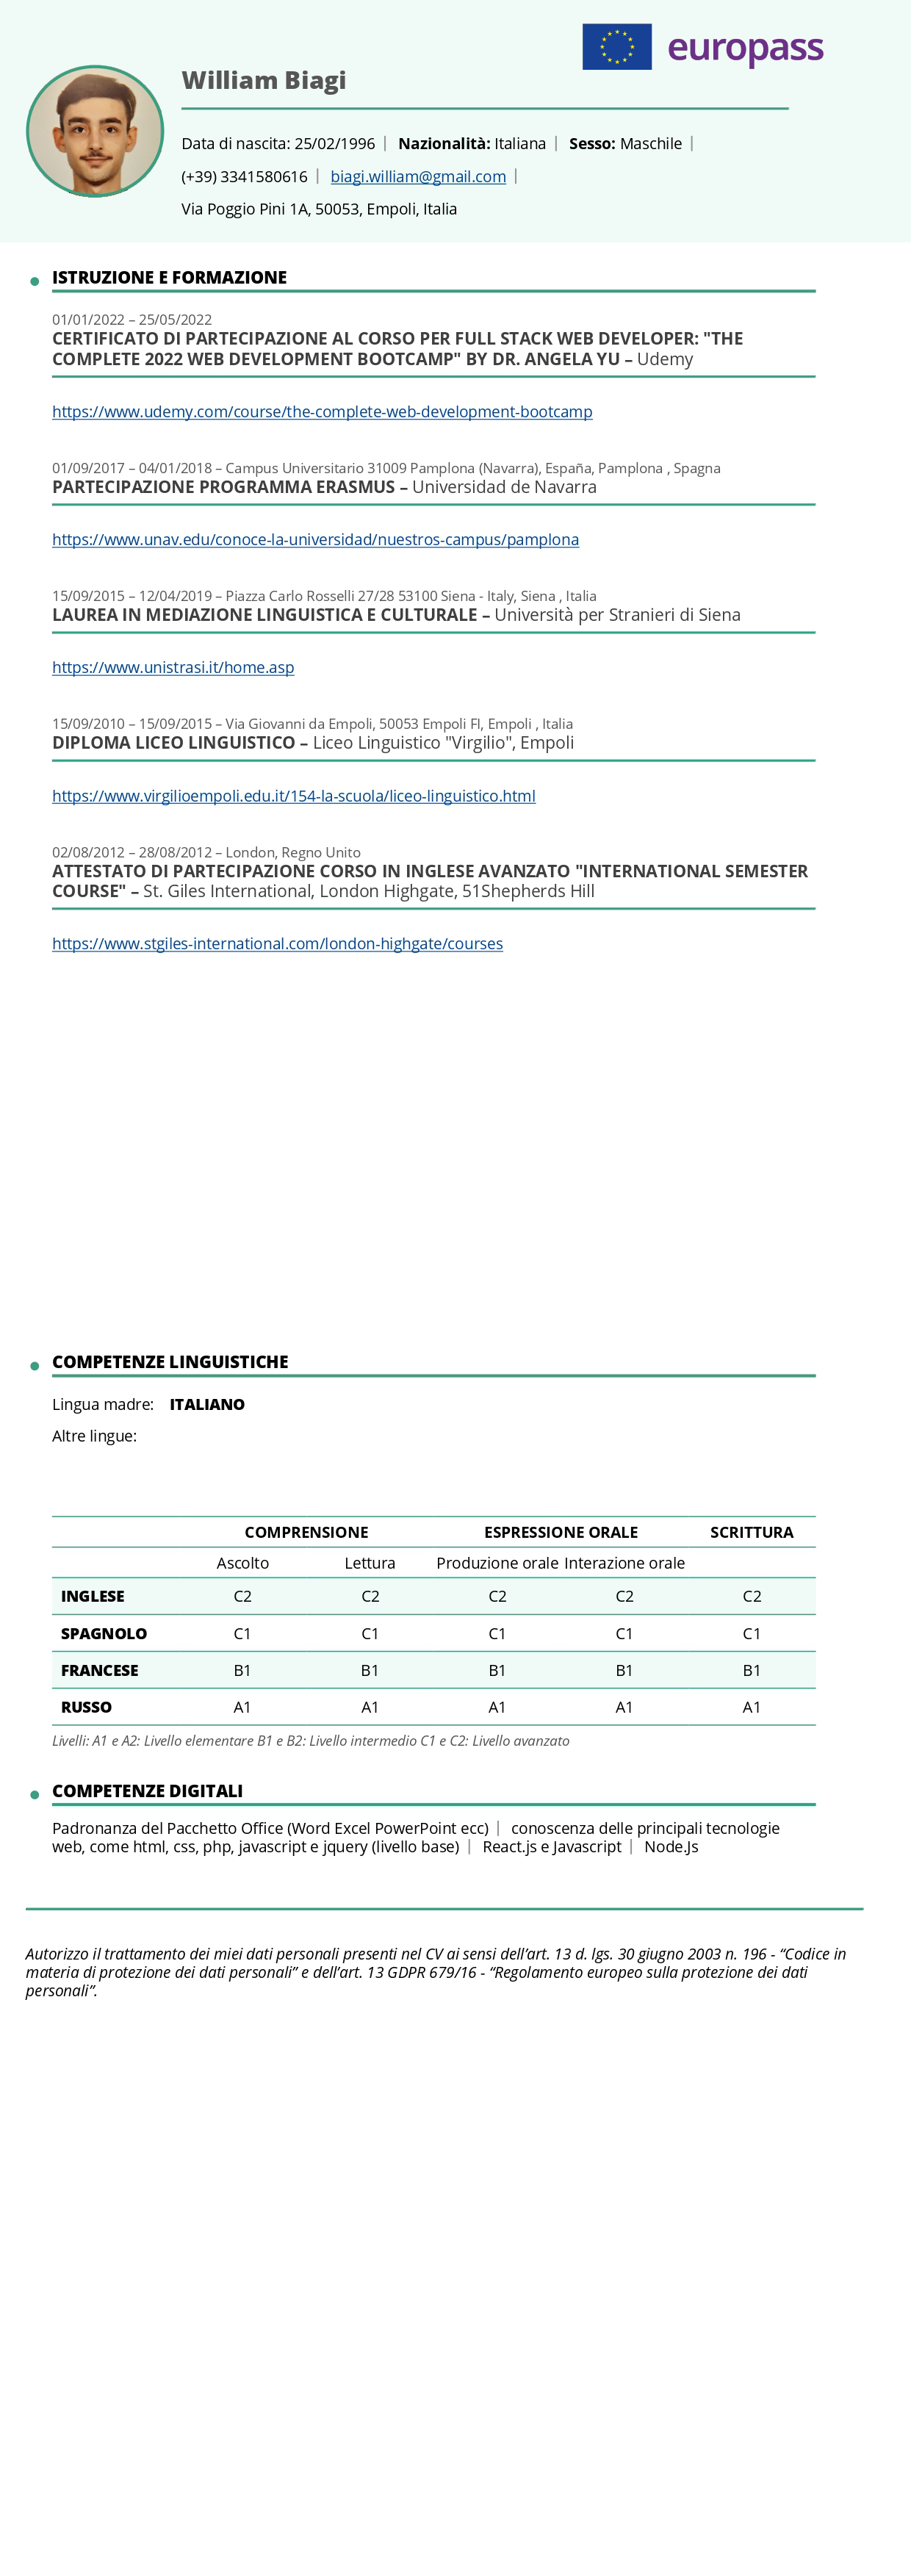 europass
William Biagi
Data di nascita: 25/02/1996 | Nazionalità: Italiana | Sesso: Maschile |
(+39) 3341580616 | biagi.william@gmail.com |
Via Poggio Pini 1A, 50053, Empoli, Italia
ISTRUZIONE E FORMAZIONE
01/01/2022 – 25/05/2022
CERTIFICATO DI PARTECIPAZIONE AL CORSO PER FULL STACK WEB DEVELOPER: "THE
COMPLETE 2022 WEB DEVELOPMENT BOOTCAMP" BY DR. ANGELA YU – Udemy
https://www.udemy.com/course/the-complete-web-development-bootcamp
01/09/2017 – 04/01/2018 – Campus Universitario 31009 Pamplona (Navarra), España, Pamplona , Spagna
PARTECIPAZIONE PROGRAMMA ERASMUS – Universidad de Navarra
https://www.unav.edu/conoce-la-universidad/nuestros-campus/pamplona
15/09/2015 – 12/04/2019 – Piazza Carlo Rosselli 27/28 53100 Siena - Italy, Siena , Italia
LAUREA IN MEDIAZIONE LINGUISTICA E CULTURALE – Università per Stranieri di Siena
https://www.unistrasi.it/home.asp
15/09/2010 – 15/09/2015 – Via Giovanni da Empoli, 50053 Empoli FI, Empoli , Italia
DIPLOMA LICEO LINGUISTICO – Liceo Linguistico "Virgilio", Empoli
https://www.virgilioempoli.edu.it/154-la-scuola/liceo-linguistico.html
02/08/2012 – 28/08/2012 – London, Regno Unito
ATTESTATO DI PARTECIPAZIONE CORSO IN INGLESE AVANZATO "INTERNATIONAL SEMESTER
COURSE" – St. Giles International, London Highgate, 51Shepherds Hill
https://www.stgiles-international.com/london-highgate/courses
COMPETENZE LINGUISTICHE
Lingua madre: ITALIANO
Altre lingue:
COMPRENSIONE ESPRESSIONE ORALE SCRITTURA
Ascolto Lettura Produzione orale Interazione orale
INGLESE C2 C2 C2 C2 C2
SPAGNOLO C1 C1 C1 C1 C1
FRANCESE B1 B1 B1 B1 B1
RUSSO A1 A1 A1 A1 A1
Livelli: A1 e A2: Livello elementare B1 e B2: Livello intermedio C1 e C2: Livello avanzato
COMPETENZE DIGITALI
Padronanza del Pacchetto Office (Word Excel PowerPoint ecc) | conoscenza delle principali tecnologie
web, come html, css, php, javascript e jquery (livello base) | React.js e Javascript | Node.Js
Autorizzo il trattamento dei miei dati personali presenti nel CV ai sensi dell’art. 13 d. lgs. 30 giugno 2003 n. 196 - “Codice in
materia di protezione dei dati personali” e dell’art. 13 GDPR 679/16 - “Regolamento europeo sulla protezione dei dati
personali”.